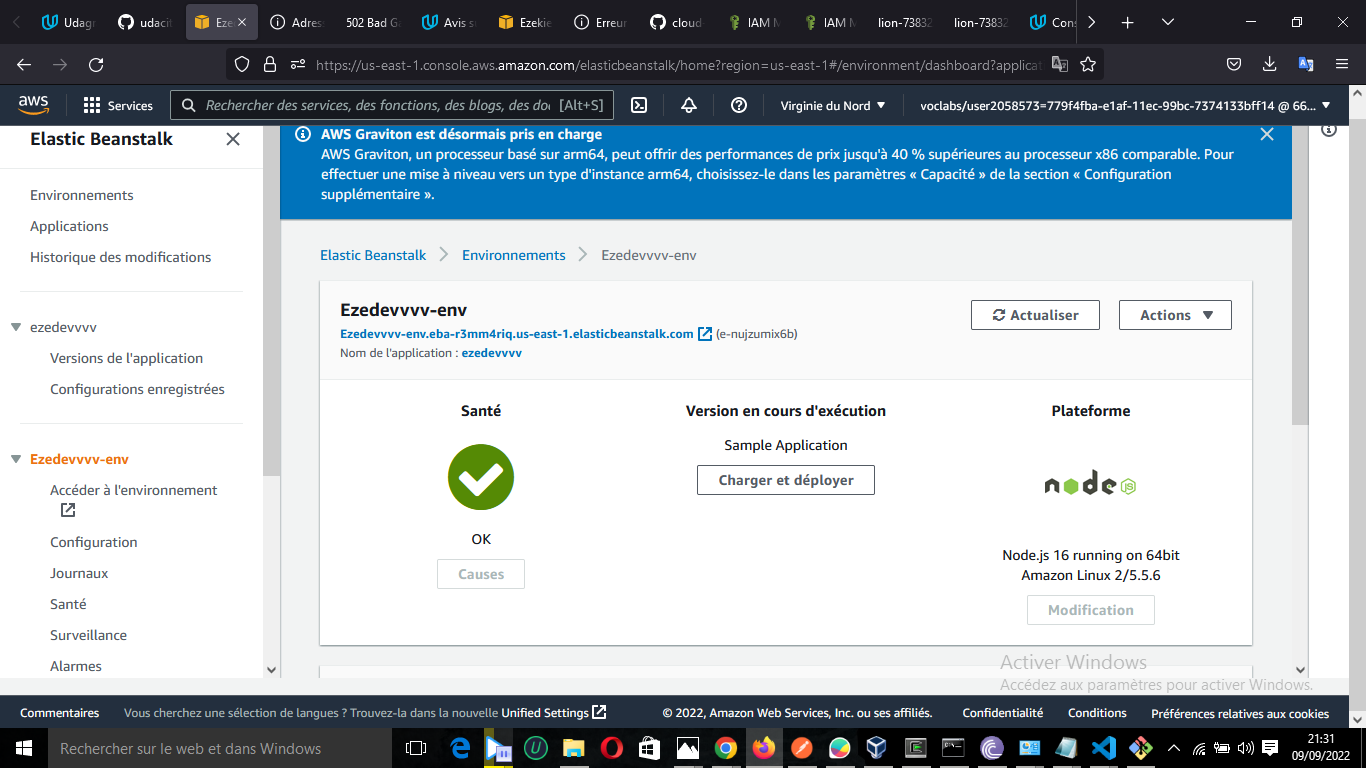 Udagr
udacit
Eze
Adres
502 Bad Ga
Avis s
Ezekie
Erreur
cloud
IAM M
IAM M
lion-7383
lion-7383
Cons
https://us-east-1.console.aws.amazon.com/elasticbeanstalk/home?region=us-east-1#/environment/dashboard?applicat
aws
Services
Rechercher des services, des fonctions, des blogs, des doc
[Alt+S]
Virginie du Nord
voclabs/user2058573=779f4fba-e1af-11ec-99bc-7374133bff14 @ 66...
Elastic Beanstalk
Environnements
Applications
Historique des modifications
ezedevvvv
Versions de l'application
Configurations enregistrées
Ezedevvvv-env
Accéder à l'environnement
Configuration
Journaux
Santé
Surveillance
Alarmes
AWS Graviton est désormais pris en charge
AWS Graviton, un processeur basé sur arm64, peut offrir des performances de prix jusqu'à 40 % supérieures au processeur x86 comparable. Pour
effectuer une mise à niveau vers un type d'instance arm64, choisissez-le dans les paramètres « Capacité » de la section « Configuration
supplémentaire ».
Elastic Beanstalk
Environnements
Ezedevvvv-env
Ezedevvvv-env
Ezedevvvv-env.eba-r3mm4riq.us-east-1.elasticbeanstalk.com (e-nujzumix6b)
Nom de l'application : ezedevvvv
Actualiser
Actions
Santé
OK
Causes
Version en cours d'exécution
Sample Application
Charger et déployer
Plateforme
node JS
Node.js 16 running on 64bit
Amazon Linux 2/5.5.6
Modification
Activer Windows
Accédez aux paramètres pour activer Windows.
Commentaires
Vous cherchez une sélection de langues ? Trouvez-la dans la nouvelle Unified Settings
© 2022, Amazon Web Services, Inc. ou ses affiliés.
Confidentialité
Conditions
Préférences relatives aux cookies
Rechercher sur le web et dans Windows
21:31
09/09/2022